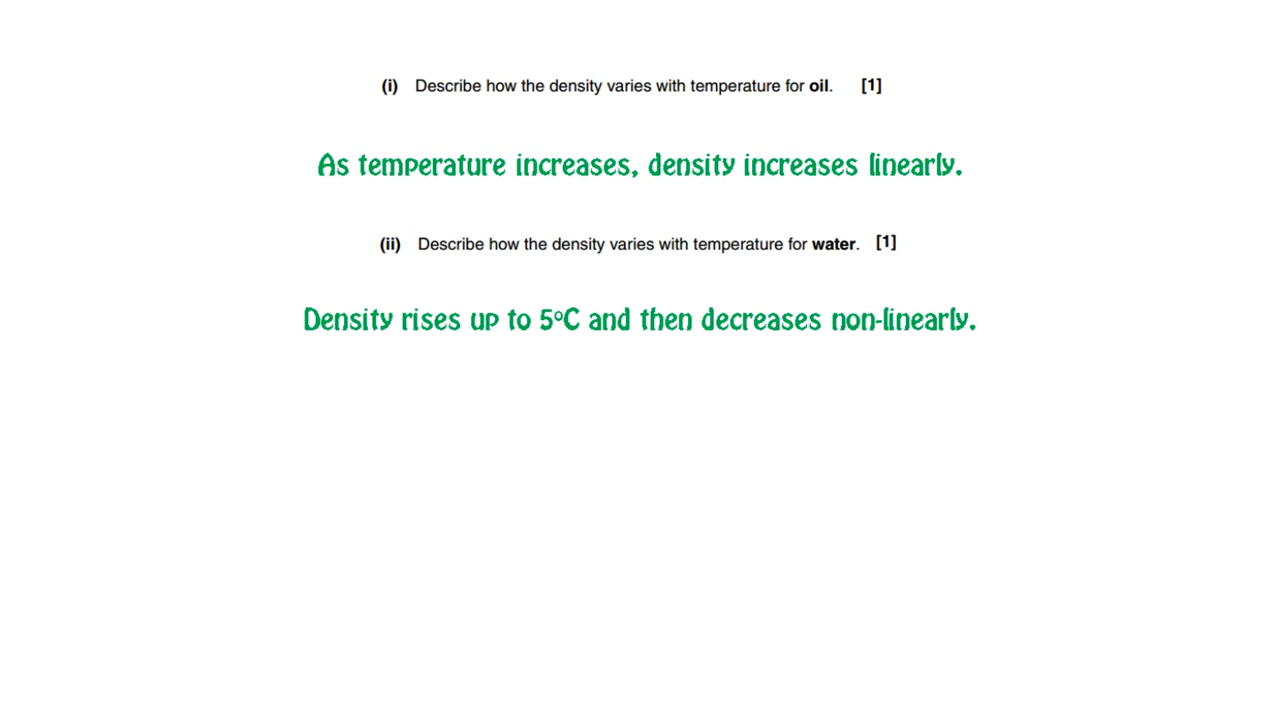 (i) Describe how the density varies with temperature for oil. [1]
As temperature increases, density increases linearly.
(ii) Describe how the density varies with temperature for water. [1]
Density rises up to 5°C and then decreases non-linearly.